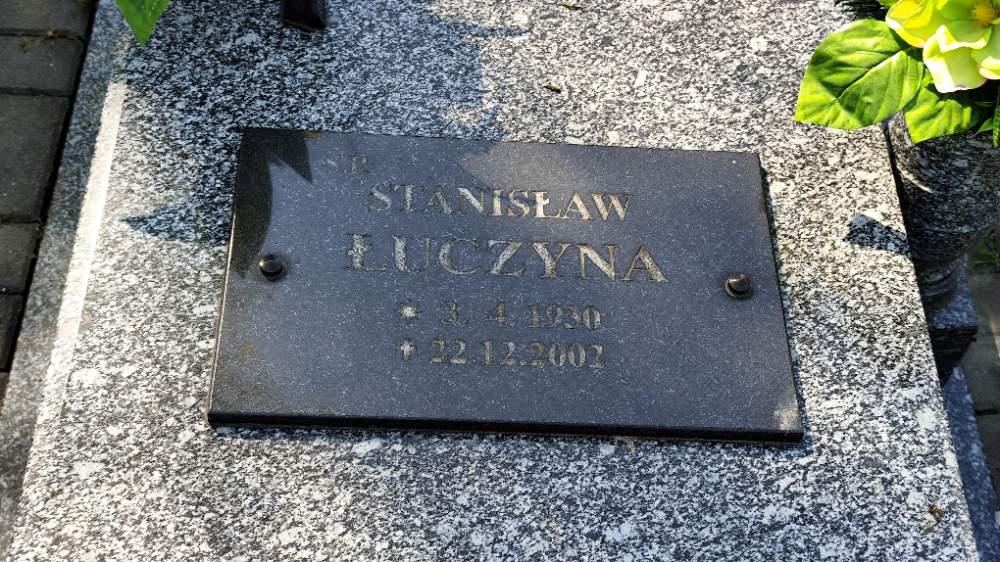 Ś.P.
STANISŁAW
ŁUCZYNA
* 3. 4. 1930
✝ 22.12.2002